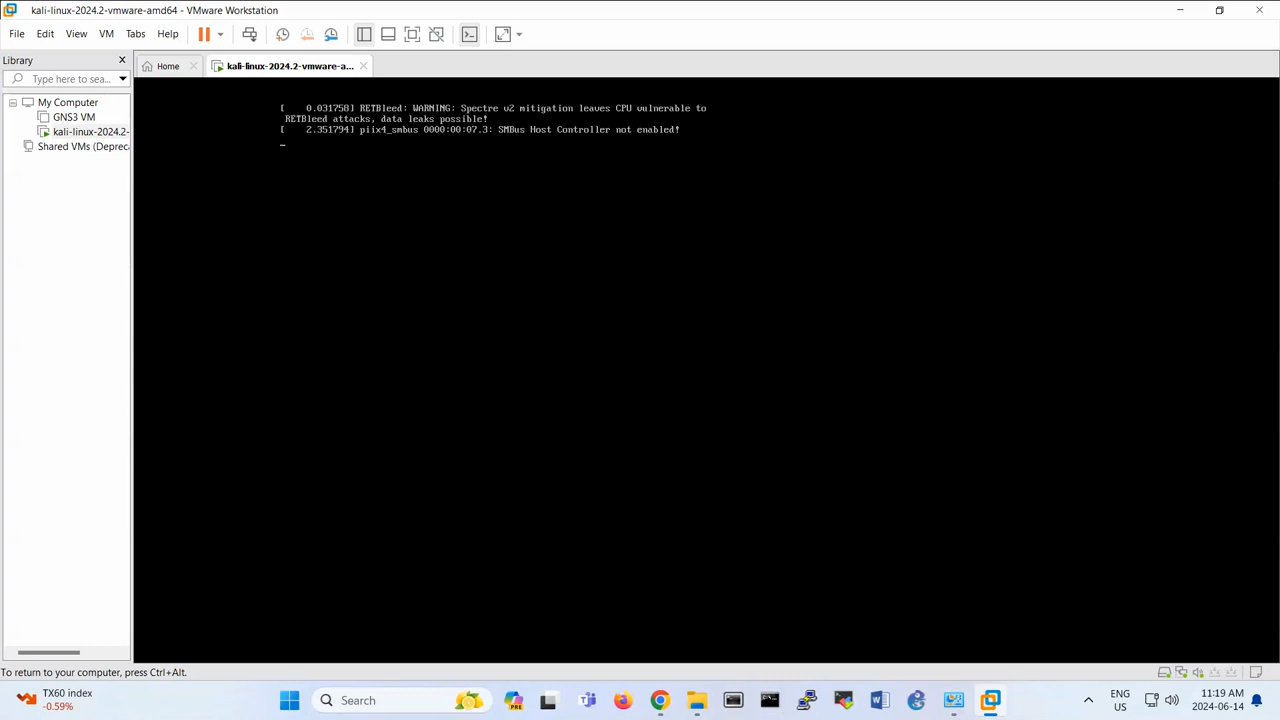 kali-linux-2024.2-vmware-amd64 - VMware Workstation
File Edit View VM Tabs Help
Library
Type here to sea...
Home
kali-linux-2024.2-vmware-a...
My Computer
GNS3 VM
kali-linux-2024.2-
Shared VMs (Deprec
[    0.031758] RETBleed: WARNING: Spectre v2 mitigation leaves CPU vulnerable to
RETBleed attacks, data leaks possible!
[    2.351794] piix4_smbus 0000:00:07.3: SMBus Host Controller not enabled!
_
To return to your computer, press Ctrl+Alt.
TX60 index
-0.59%
Search
PRE
ENG
US
11:19 AM
2024-06-14